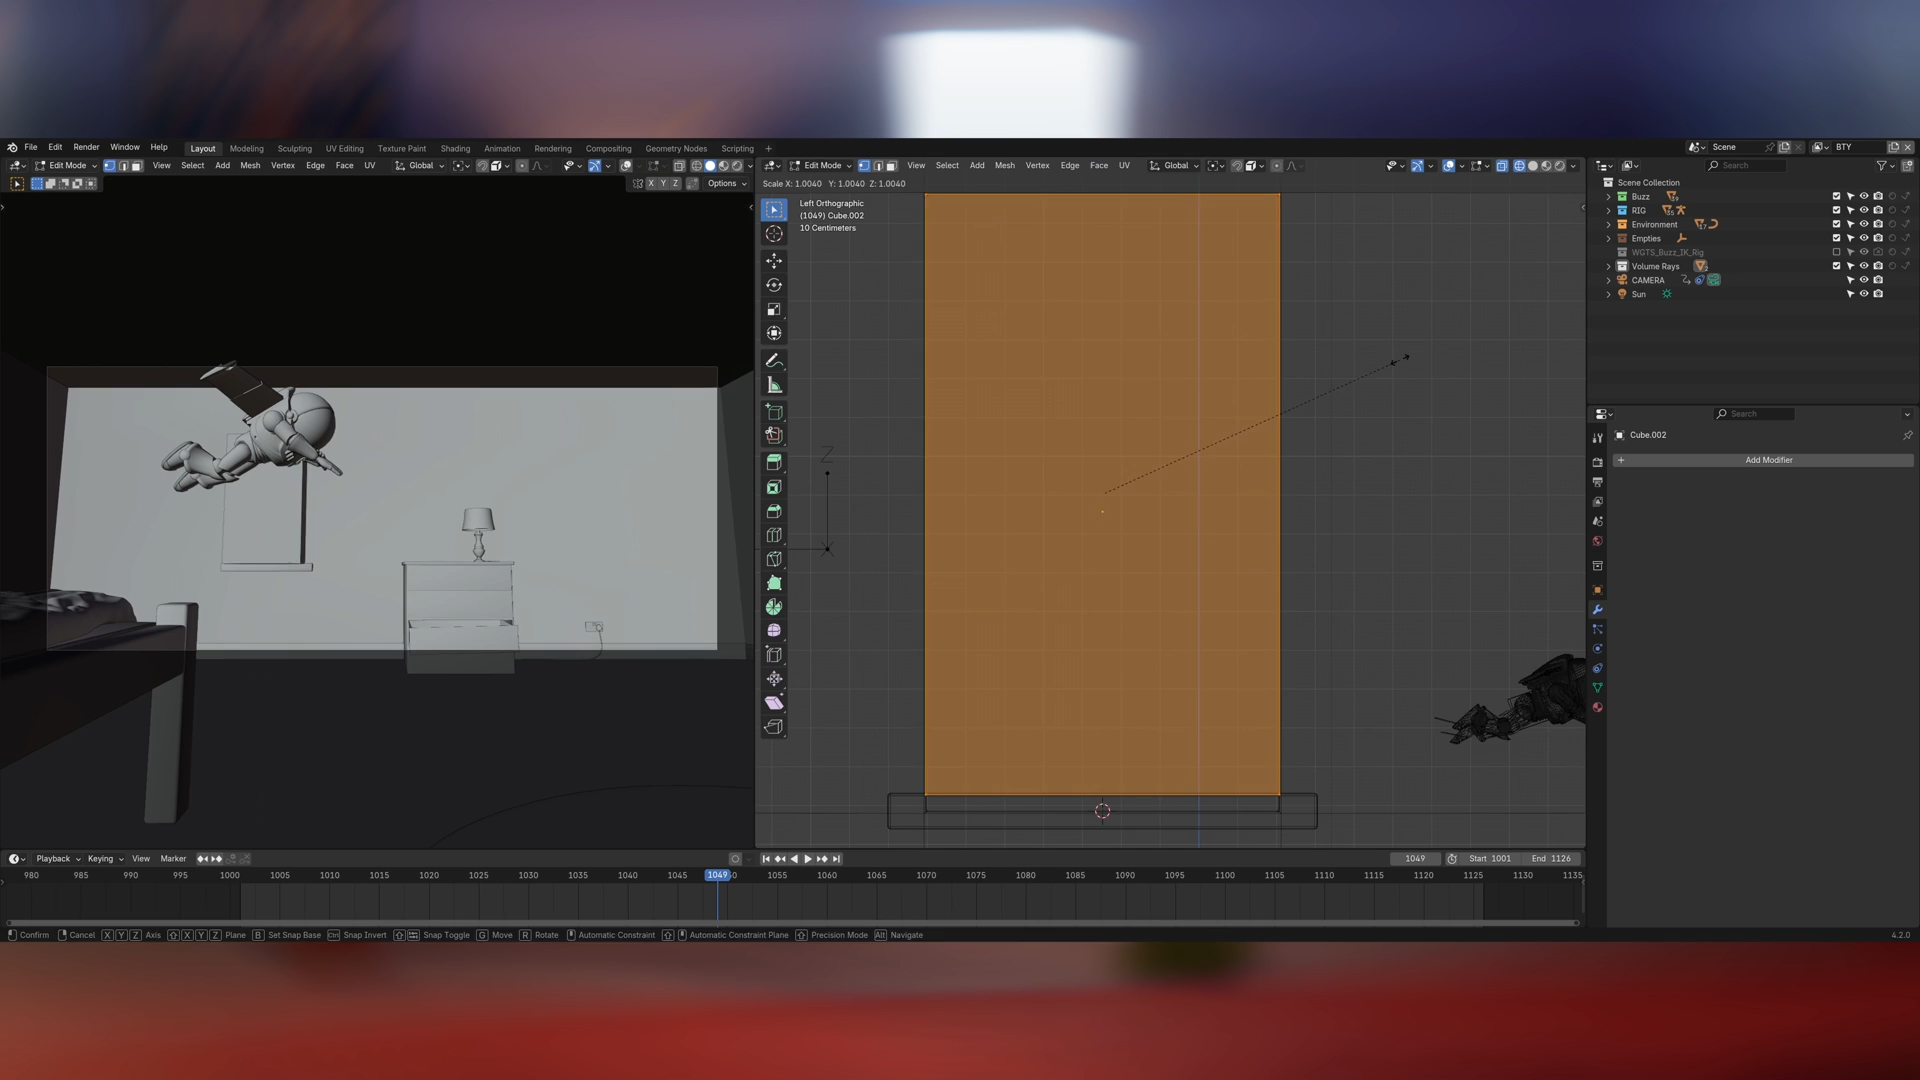 File Edit Render Window Help Layout Modeling Sculpting UV Editing Texture Paint Shading Animation Rendering Compositing Geometry Nodes Scripting + Scene BTY
Edit Mode View Select Add Mesh Vertex Edge Face UV Global
Edit Mode View Select Add Mesh Vertex Edge Face UV Global
Search
X Y Z Options
Scale X: 1.0040 Y: 1.0040 Z: 1.0040
Scene Collection
Buzz
RIG
Environment
Empties
WGTS_Buzz_IK_Rig
Volume Rays
CAMERA
Sun
Left Orthographic
(1049) Cube.002
10 Centimeters
Z
X
Search
Cube.002
+ Add Modifier
Playback Keying View Marker
1049 Start 1001 End 1126
980 985 990 995 1000 1005 1010 1015 1020 1025 1030 1035 1040 1045 1049 1055 1060 1065 1070 1075 1080 1085 1090 1095 1100 1105 1110 1115 1120 1125 1130 1135
Confirm Cancel X Y Z Axis X Y Z Plane B Set Snap Base Ctrl Snap Invert Snap Toggle G Move R Rotate Automatic Constraint Automatic Constraint Plane Precision Mode Alt Navigate
4.2.0